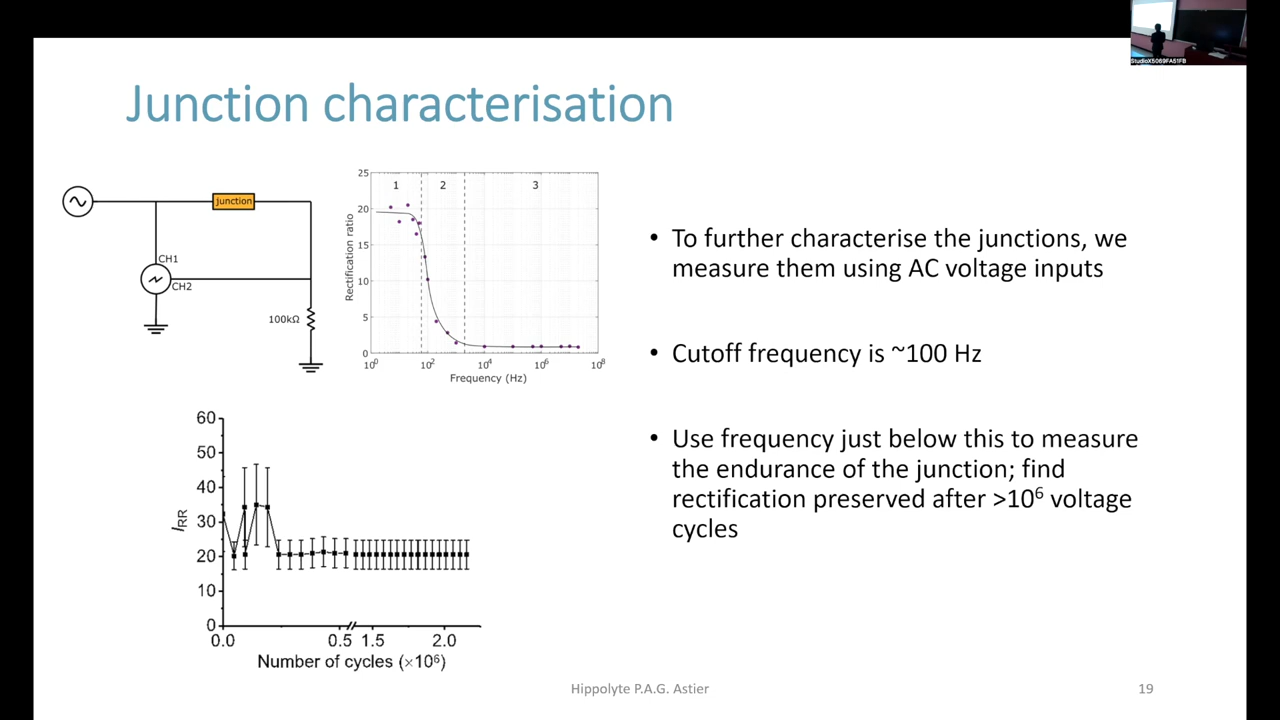 StudioX5069FA51FB
Junction characterisation
junction
CH1
CH2
100kΩ
25
20
15
10
5
0
Rectification ratio
1
2
3
10⁰
10²
10⁴
10⁶
10⁸
Frequency (Hz)
• To further characterise the junctions, we
measure them using AC voltage inputs
• Cutoff frequency is ~100 Hz
• Use frequency just below this to measure
the endurance of the junction; find
rectification preserved after >10⁶ voltage
cycles
60
50
40
30
20
10
0
IRR
0.0
0.5
1.5
2.0
Number of cycles (×10⁶)
Hippolyte P.A.G. Astier
19